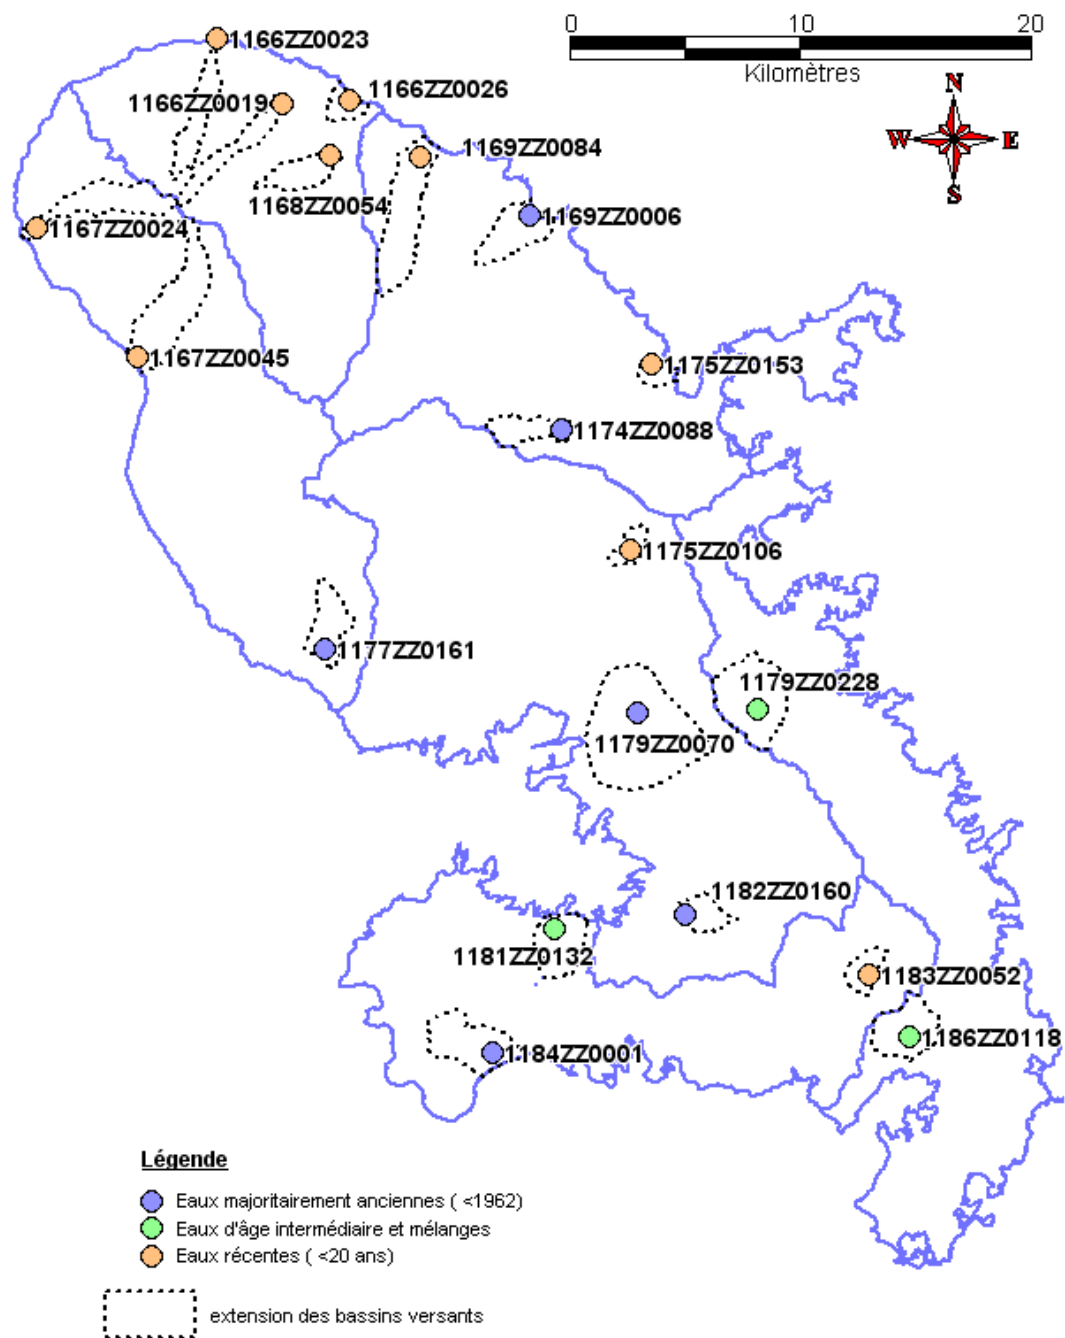 0 10 20
Kilomètres
N
W E
S
1166ZZ0023
1166ZZ0019
1166ZZ0026
1169ZZ0084
1168ZZ0054
1169ZZ0006
1167ZZ0024
1167ZZ0045
1175ZZ0153
1174ZZ0088
1175ZZ0106
1177ZZ0161
1179ZZ0228
1179ZZ0070
1182ZZ0160
1181ZZ0132
1183ZZ0052
1186ZZ0118
1184ZZ0001
Légende
Eaux majoritairement anciennes ( <1962)
Eaux d'âge intermédiaire et mélanges
Eaux récentes ( <20 ans)
extension des bassins versants